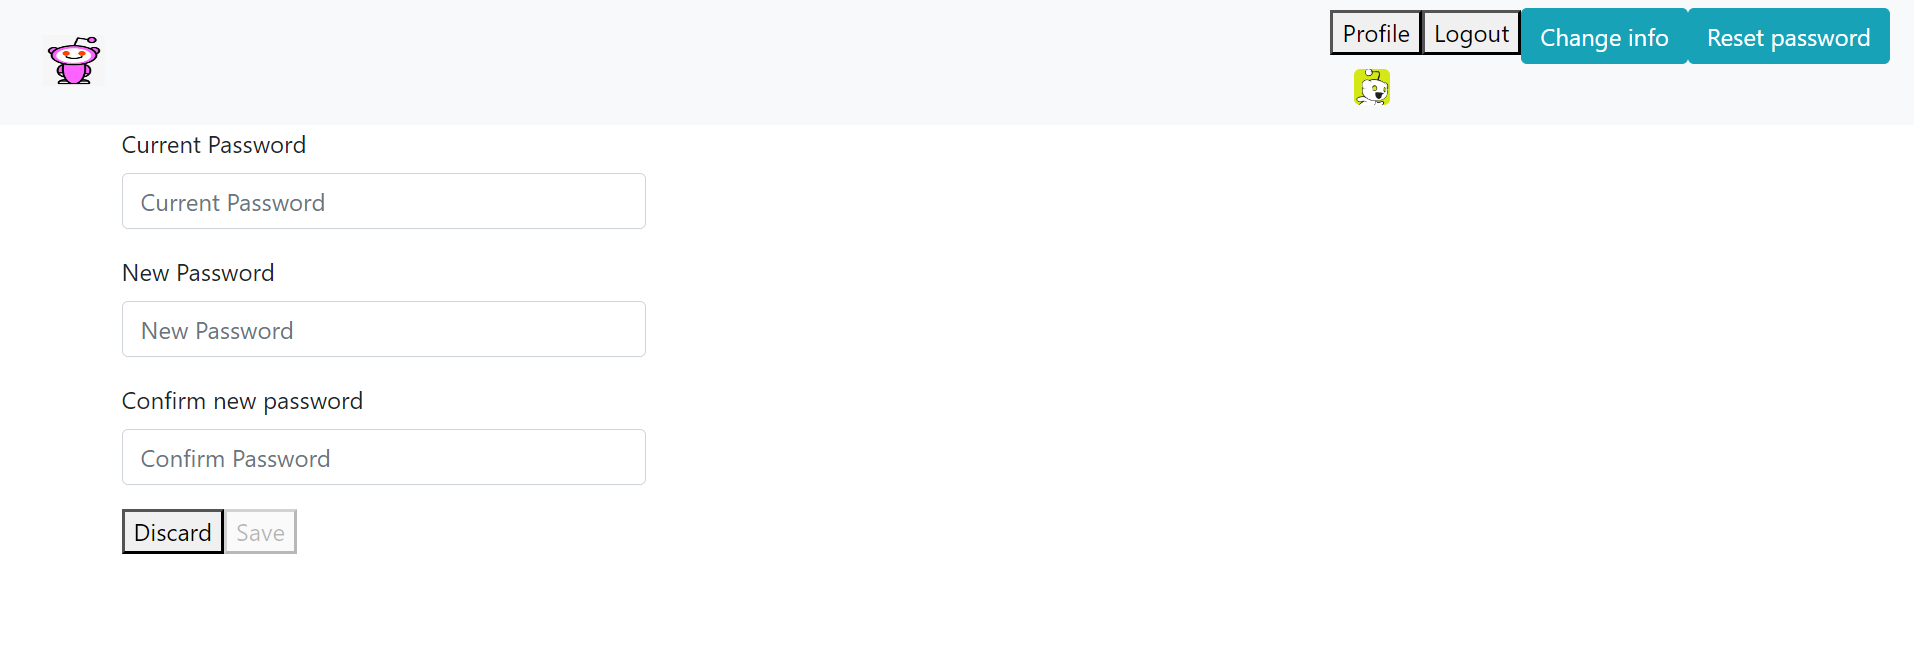 Profile Logout Change info Reset password
Current Password
Current Password
New Password
New Password
Confirm new password
Confirm Password
Discard Save